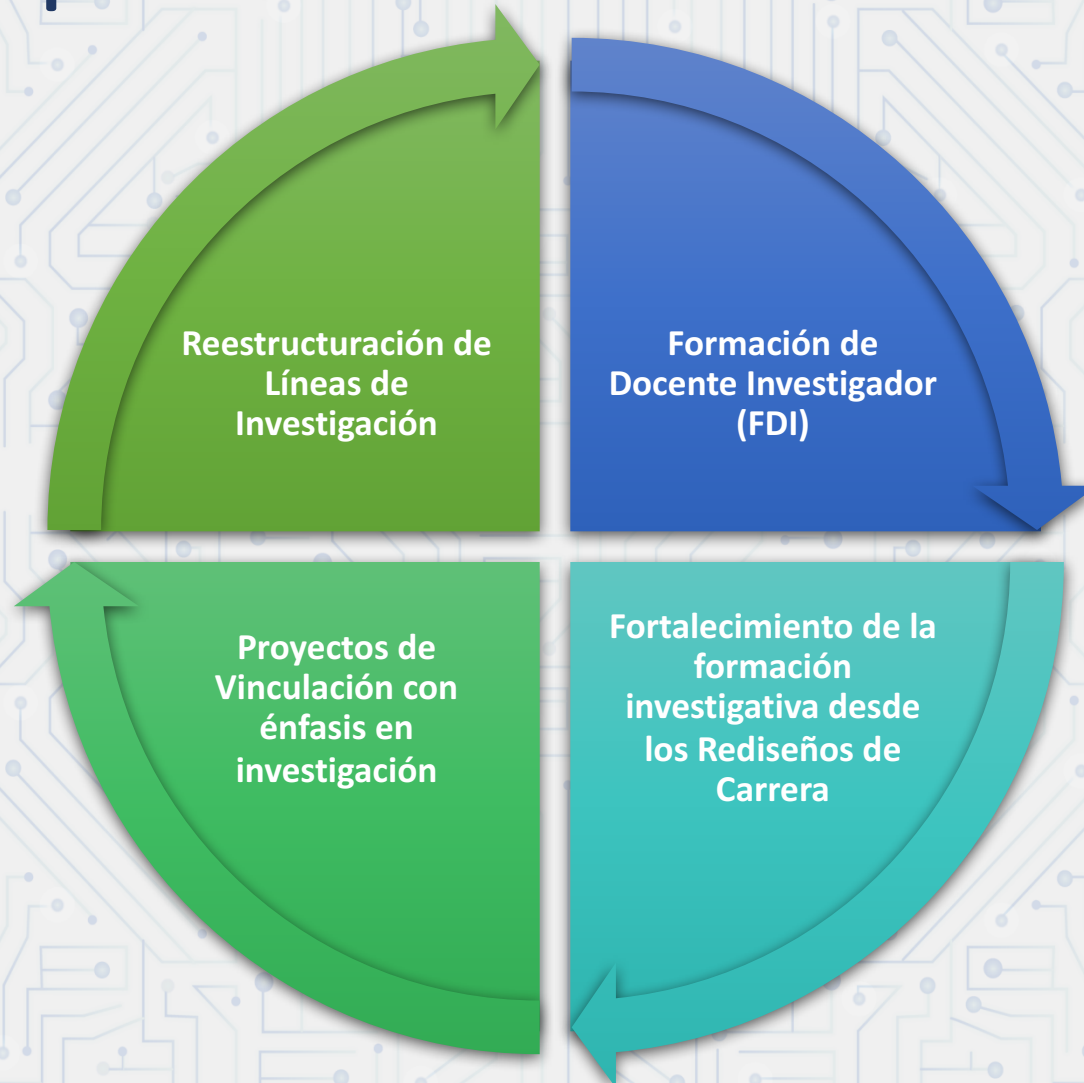 Reestructuración de
Líneas de
Investigación
Formación de
Docente Investigador
(FDI)
Proyectos de
Vinculación con
énfasis en
investigación
Fortalecimiento de la
formación
investigativa desde
los Rediseños de
Carrera